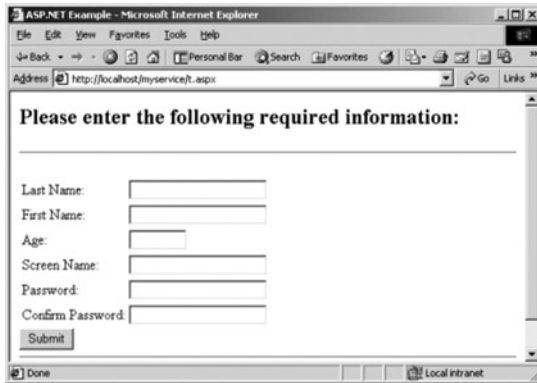 ASP.NET Example - Microsoft Internet Explorer
File Edit View Favorites Tools Help
Back Personal Bar Search Favorites
Address http://localhost/myservice/t.aspx Go Links »
Please enter the following required information:
Last Name:
First Name:
Age:
Screen Name:
Password:
Confirm Password:
Submit
Done Local intranet